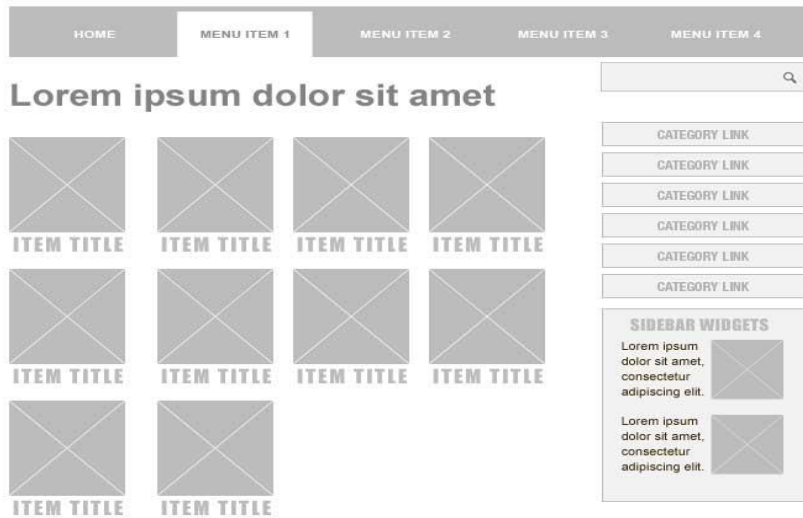 HOME MENU ITEM 1 MENU ITEM 2 MENU ITEM 3 MENU ITEM 4
Lorem ipsum dolor sit amet
ITEM TITLE ITEM TITLE ITEM TITLE ITEM TITLE
ITEM TITLE ITEM TITLE ITEM TITLE ITEM TITLE
ITEM TITLE ITEM TITLE
CATEGORY LINK
CATEGORY LINK
CATEGORY LINK
CATEGORY LINK
CATEGORY LINK
CATEGORY LINK
SIDEBAR WIDGETS
Lorem ipsum
dolor sit amet,
consectetur
adipiscing elit.
Lorem ipsum
dolor sit amet,
consectetur
adipiscing elit.